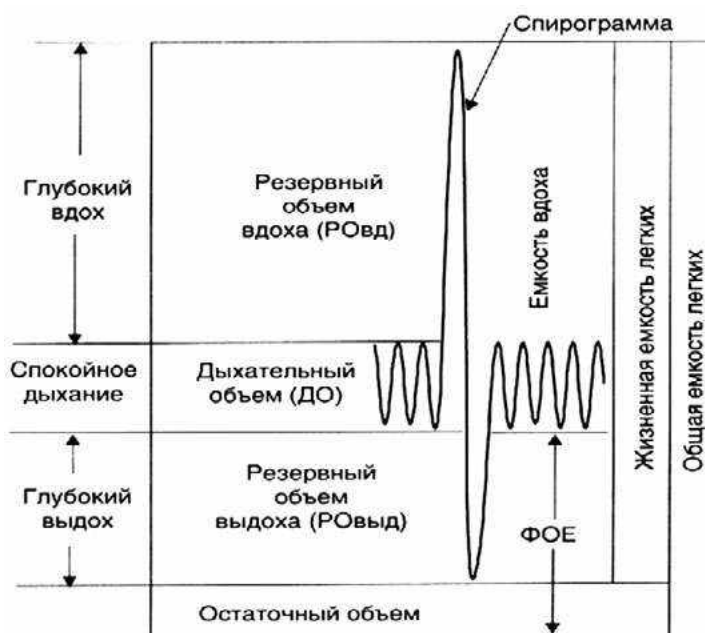 Спирограмма
Глубокий
вдох
Резервный
объем
вдоха (РОвд)
Емкость вдоха
Жизненная емкость легких
Общая емкость легких
Спокойное
дыхание
Дыхательный
объем (ДО)
Глубокий
выдох
Резервный
объем
выдоха (РОвыд)
ФОЕ
Остаточный объем